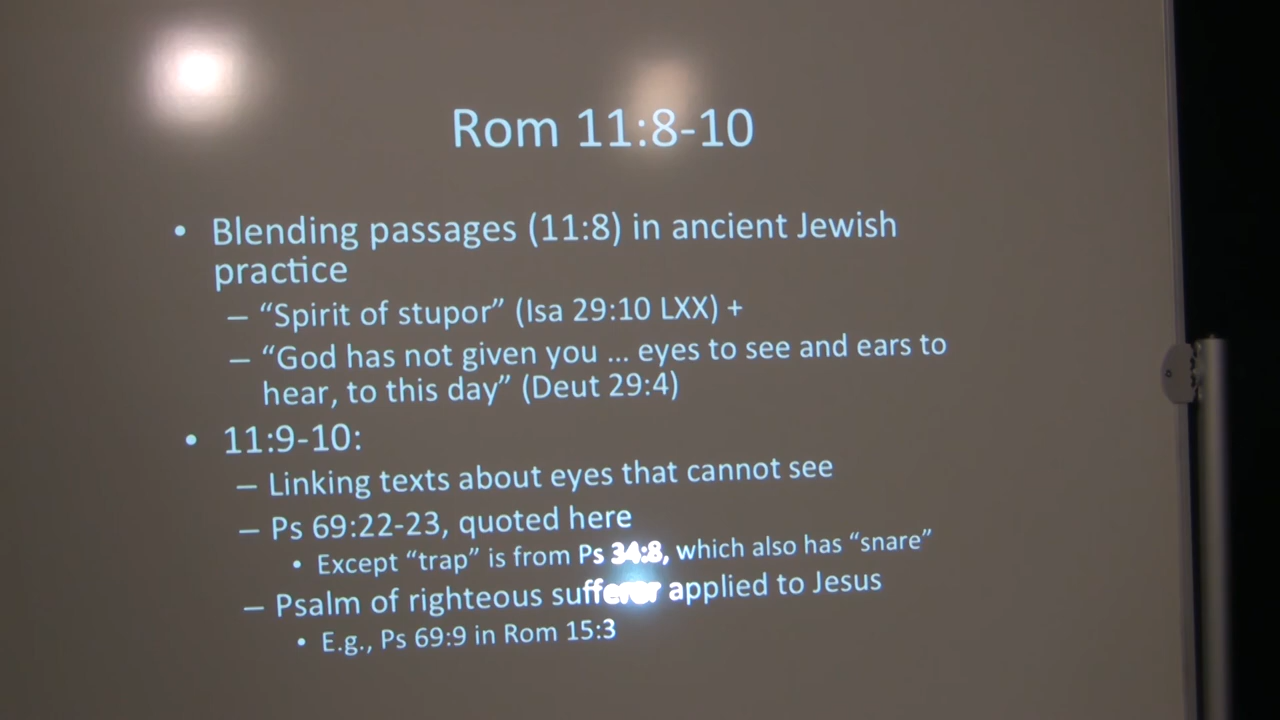 Rom 11:8-10
• Blending passages (11:8) in ancient Jewish
practice
– “Spirit of stupor” (Isa 29:10 LXX) +
– “God has not given you ... eyes to see and ears to
hear, to this day” (Deut 29:4)
• 11:9-10:
– Linking texts about eyes that cannot see
– Ps 69:22-23, quoted here
• Except “trap” is from Ps 34:8, which also has “snare”
– Psalm of righteous sufferer applied to Jesus
• E.g., Ps 69:9 in Rom 15:3